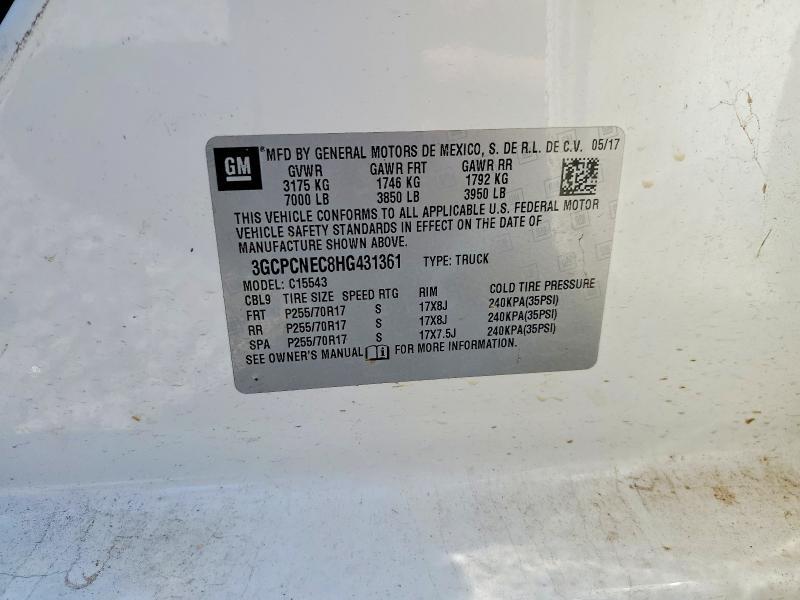 GM ® MFD BY GENERAL MOTORS DE MEXICO, S. DE R.L. DE C.V. 05/17
GVWR GAWR FRT GAWR RR
3175 KG 1746 KG 1792 KG
7000 LB 3850 LB 3950 LB
THIS VEHICLE CONFORMS TO ALL APPLICABLE U.S. FEDERAL MOTOR
VEHICLE SAFETY STANDARDS IN EFFECT ON THE DATE OF
MANUFACTURE SHOWN ABOVE.
3GCPCNEC8HG431361 TYPE: TRUCK
MODEL: C15543
CBL9 TIRE SIZE SPEED RTG RIM COLD TIRE PRESSURE
FRT P255/70R17 S 17X8J 240KPA(35PSI)
RR P255/70R17 S 17X8J 240KPA(35PSI)
SPA P255/70R17 S 17X7.5J 240KPA(35PSI)
SEE OWNER'S MANUAL FOR MORE INFORMATION.